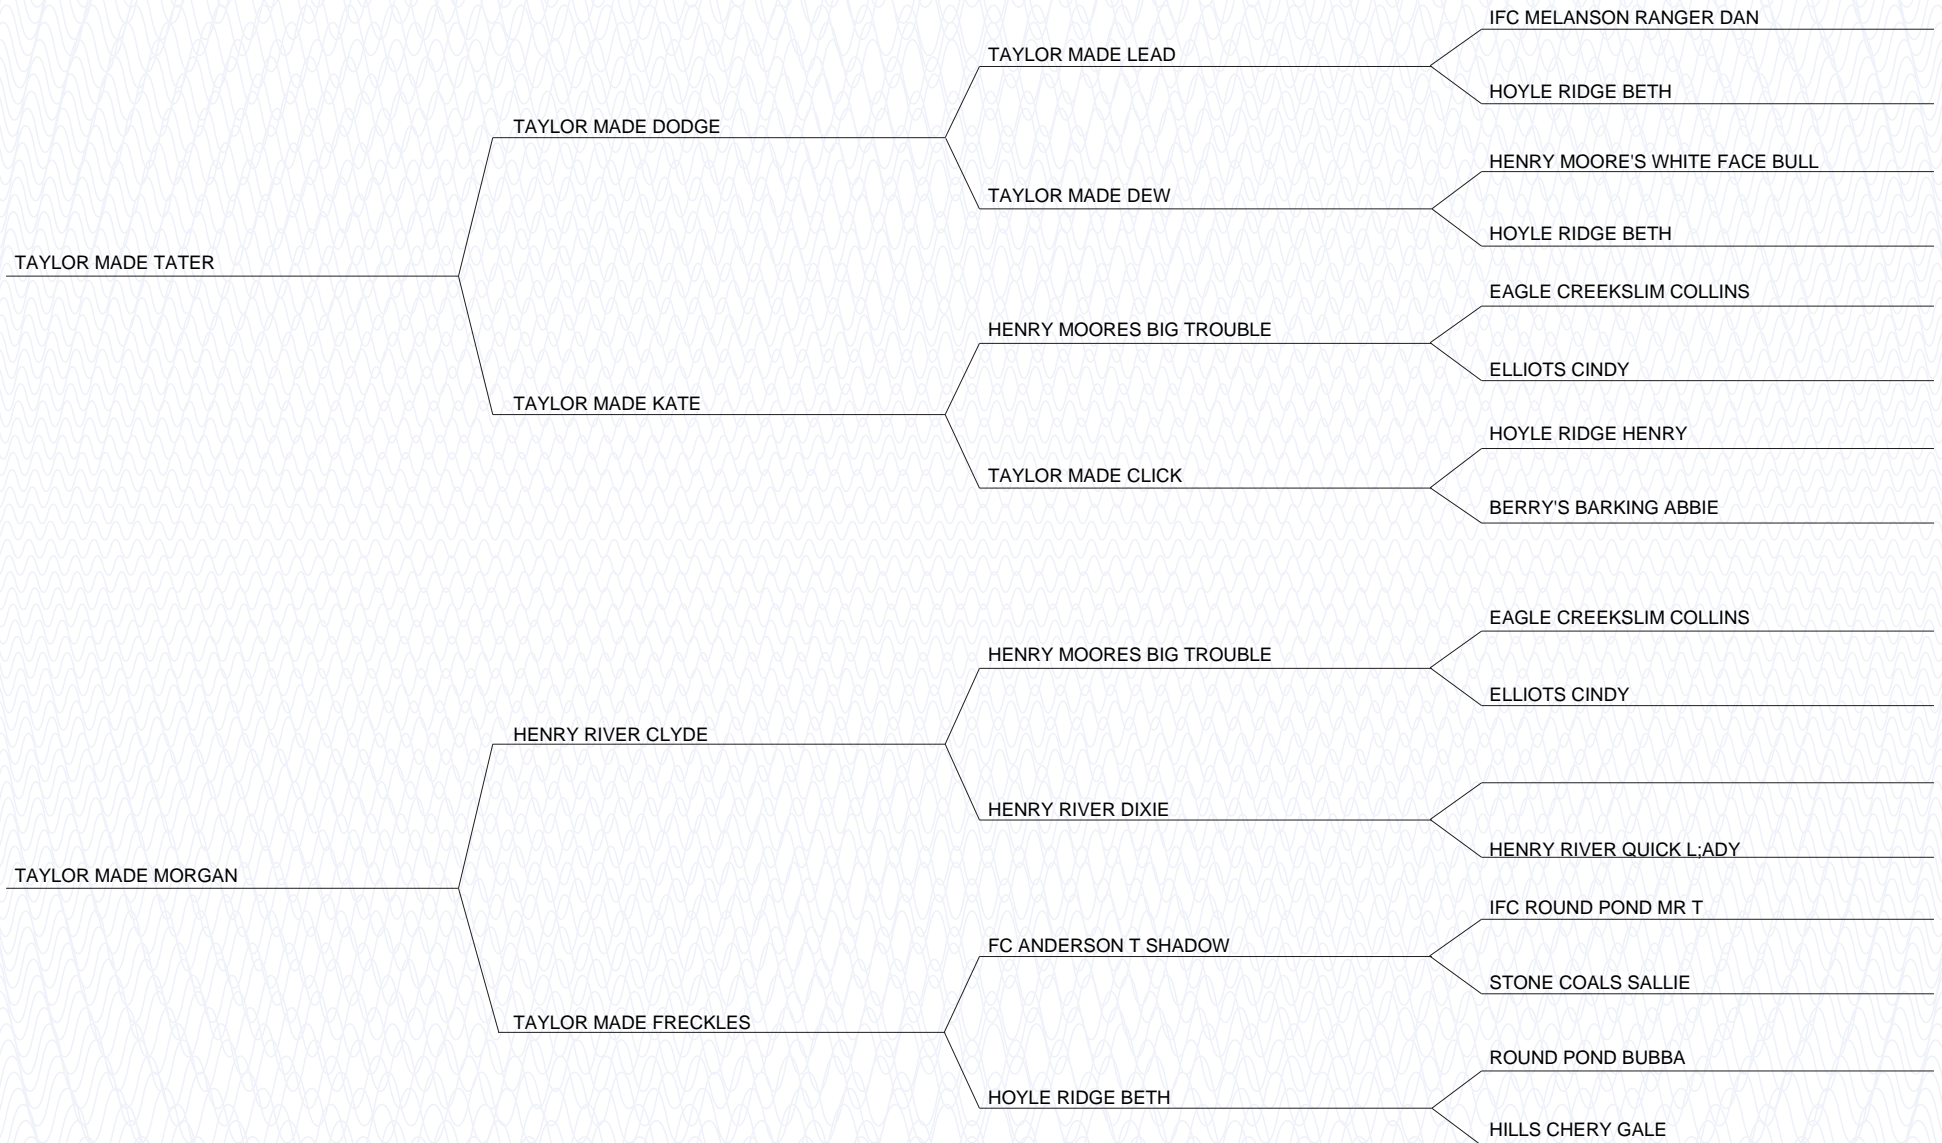 IFC MELANSON RANGER DAN
TAYLOR MADE LEAD
HOYLE RIDGE BETH
TAYLOR MADE DODGE
HENRY MOORE'S WHITE FACE BULL
TAYLOR MADE DEW
HOYLE RIDGE BETH
TAYLOR MADE TATER
EAGLE CREEKSLIM COLLINS
HENRY MOORES BIG TROUBLE
ELLIOTS CINDY
TAYLOR MADE KATE
HOYLE RIDGE HENRY
TAYLOR MADE CLICK
BERRY'S BARKING ABBIE
EAGLE CREEKSLIM COLLINS
HENRY MOORES BIG TROUBLE
ELLIOTS CINDY
HENRY RIVER CLYDE
HENRY RIVER DIXIE
HENRY RIVER QUICK L;ADY
TAYLOR MADE MORGAN
IFC ROUND POND MR T
FC ANDERSON T SHADOW
STONE COALS SALLIE
TAYLOR MADE FRECKLES
ROUND POND BUBBA
HOYLE RIDGE BETH
HILLS CHERY GALE